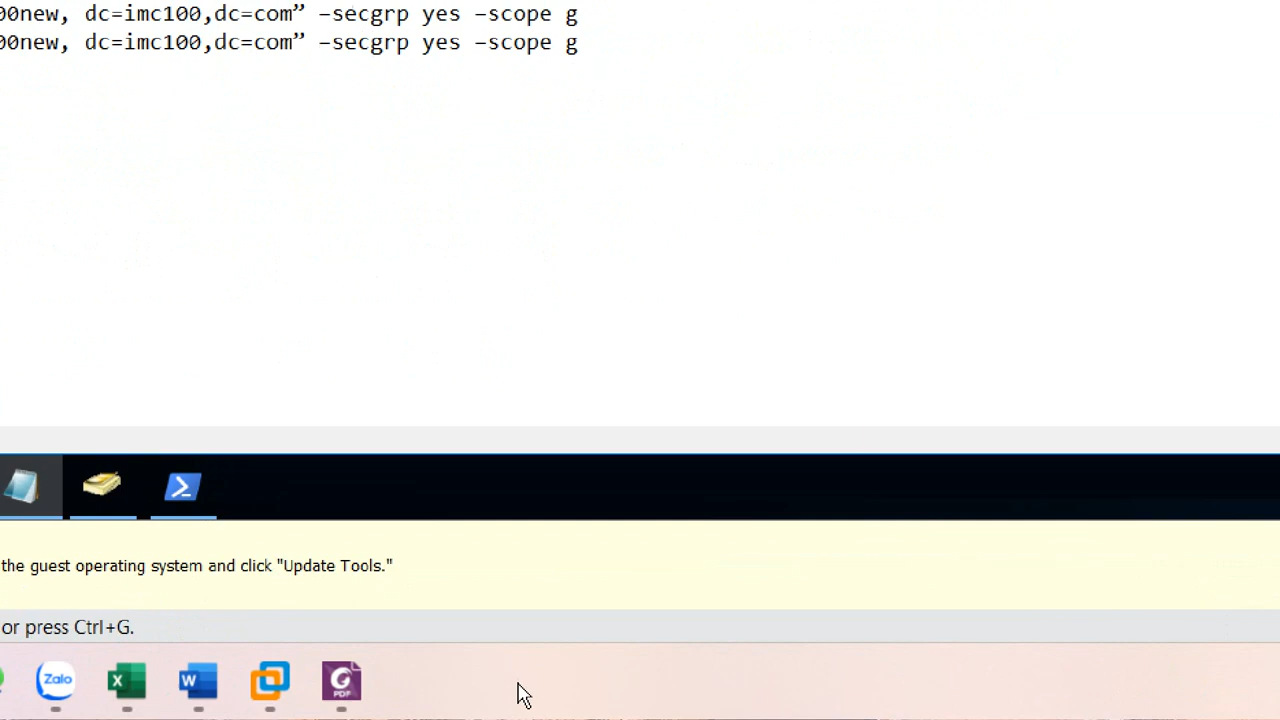 00new, dc=imc100,dc=com” –secgrp yes –scope g
00new, dc=imc100,dc=com” –secgrp yes –scope g
the guest operating system and click "Update Tools."
or press Ctrl+G.
Zalo
X
W
G
PDF